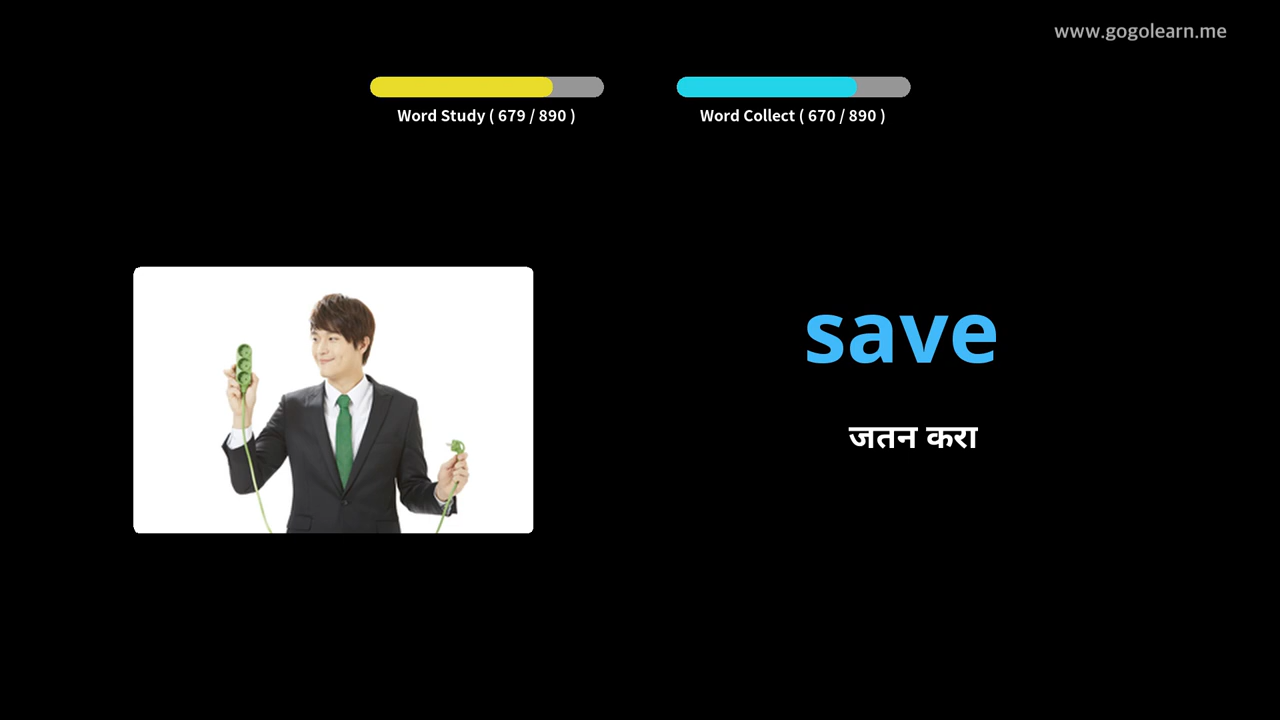 www.gogolearn.me
Word Study ( 679 / 890 )
Word Collect ( 670 / 890 )
save
जतन करा